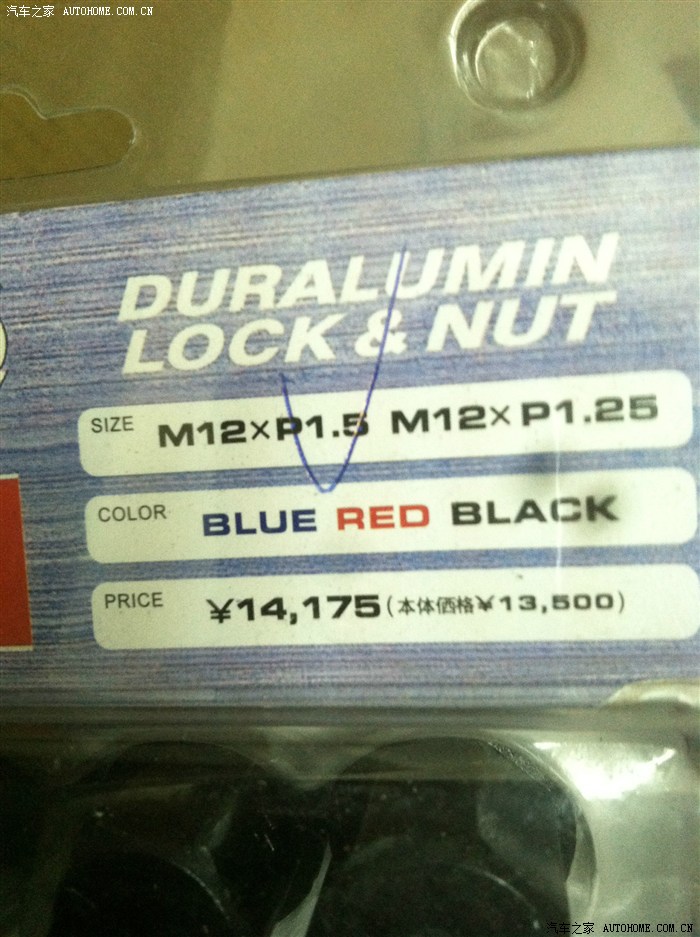 汽车之家 AUTOHOME.COM.CN
DURALUMIN
LOCK & NUT
SIZE M12×P1.5 M12×P1.25
COLOR BLUE RED BLACK
PRICE ¥14,175(本体価格¥13,500)
汽车之家 AUTOHOME.COM.CN